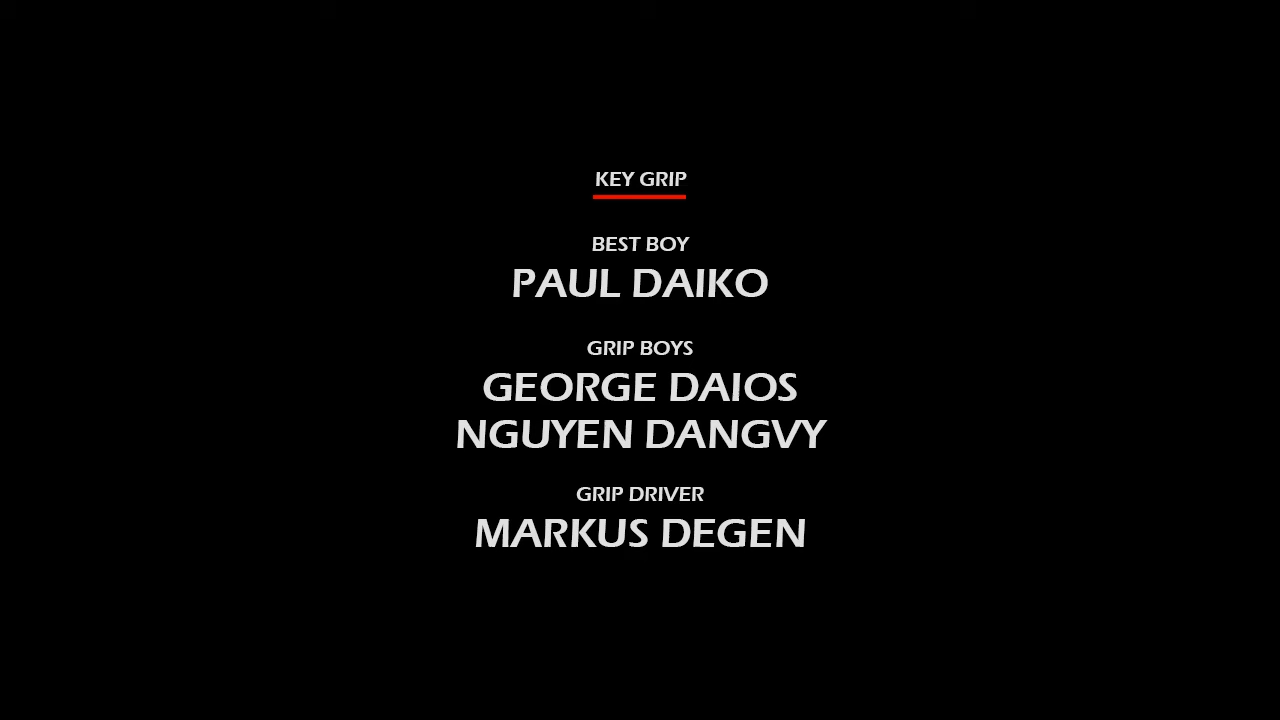 KEY GRIP
BEST BOY
PAUL DAIKO
GRIP BOYS
GEORGE DAIOS
NGUYEN DANGVY
GRIP DRIVER
MARKUS DEGEN